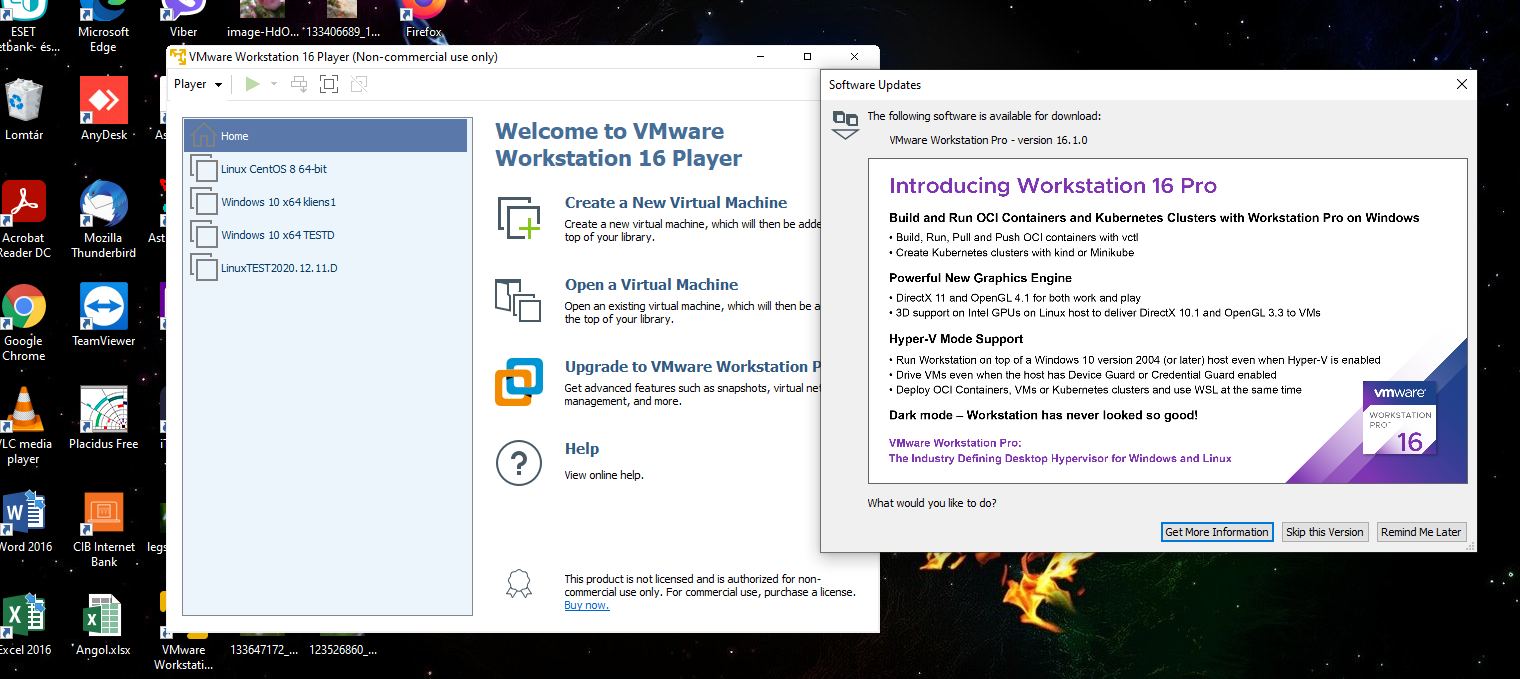 ESET
etbank- és...
Microsoft
Edge
Viber
image-HdO...
133406689_1...
Firefox
Lomtár
AnyDesk
As
Acrobat
Reader DC
Mozilla
Thunderbird
Ast
Google
Chrome
TeamViewer
VLC media
player
Placidus Free
iT
Word 2016
CIB Internet
Bank
legs
Excel 2016
Angol.xlsx
VMware
Workstati...
133647172_...
123526860_...
VMware Workstation 16 Player (Non-commercial use only)
Player
Home
Linux CentOS 8 64-bit
Windows 10 x64 kliens1
Windows 10 x64 TESTD
LinuxTEST2020.12.11.D
Welcome to VMware
Workstation 16 Player
Create a New Virtual Machine
Create a new virtual machine, which will then be adde
top of your library.
Open a Virtual Machine
Open an existing virtual machine, which will then be a
the top of your library.
Upgrade to VMware Workstation P
Get advanced features such as snapshots, virtual net
management, and more.
Help
View online help.
This product is not licensed and is authorized for non-
commercial use only. For commercial use, purchase a license.
Buy now.
Software Updates
The following software is available for download:
VMware Workstation Pro - version 16.1.0
Introducing Workstation 16 Pro
Build and Run OCI Containers and Kubernetes Clusters with Workstation Pro on Windows
• Build, Run, Pull and Push OCI containers with vctl
• Create Kubernetes clusters with kind or Minikube
Powerful New Graphics Engine
• DirectX 11 and OpenGL 4.1 for both work and play
• 3D support on Intel GPUs on Linux host to deliver DirectX 10.1 and OpenGL 3.3 to VMs
Hyper-V Mode Support
• Run Workstation on top of a Windows 10 version 2004 (or later) host even when Hyper-V is enabled
• Drive VMs even when the host has Device Guard or Credential Guard enabled
• Deploy OCI Containers, VMs or Kubernetes clusters and use WSL at the same time
Dark mode – Workstation has never looked so good!
VMware Workstation Pro:
The Industry Defining Desktop Hypervisor for Windows and Linux
vmware
WORKSTATION
PRO
16
What would you like to do?
Get More Information
Skip this Version
Remind Me Later